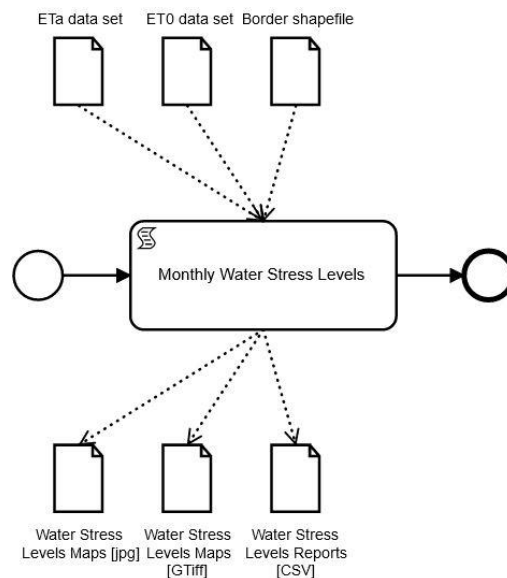 ETa data set
ET0 data set
Border shapefile
Monthly Water Stress Levels
Water Stress
Levels Maps [jpg]
Water Stress
Levels Maps
[GTiff]
Water Stress
Levels Reports
[CSV]